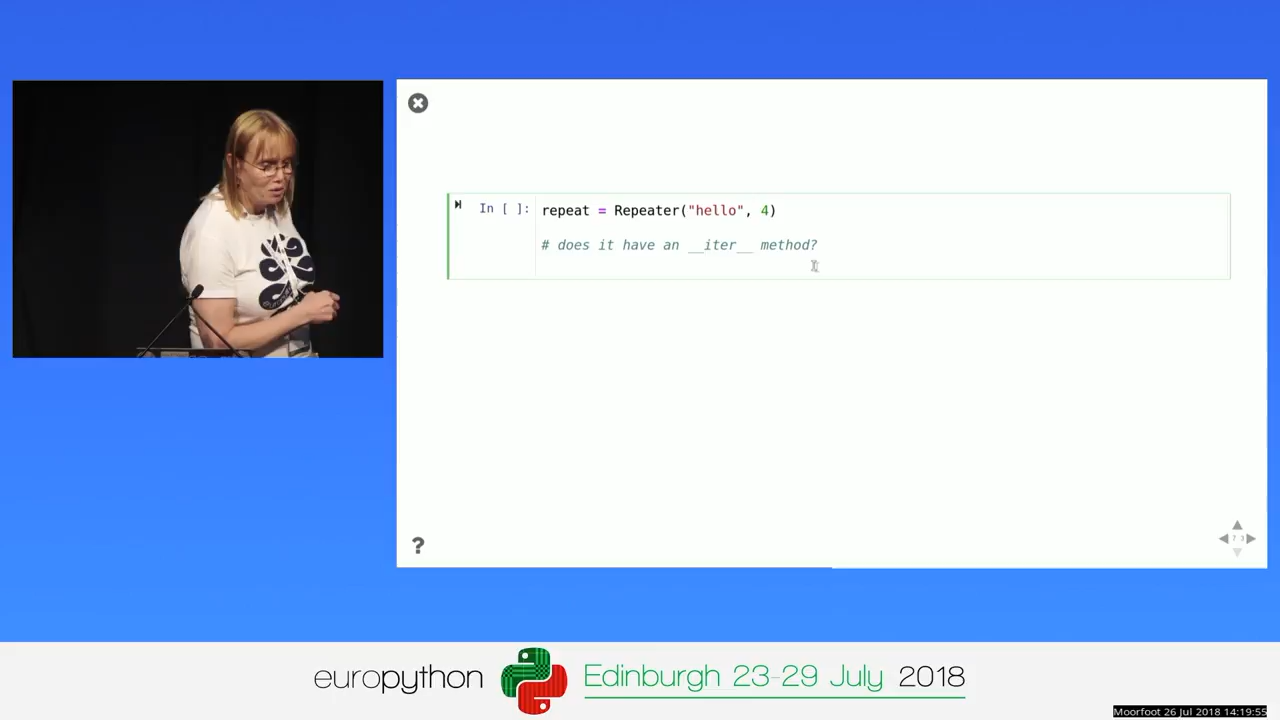 In [ ]:
repeat = Repeater("hello", 4)
# does it have an __iter__ method?
?
europython
Edinburgh 23-29 July 2018
Moorfoot 26 Jul 2018 14:19:55